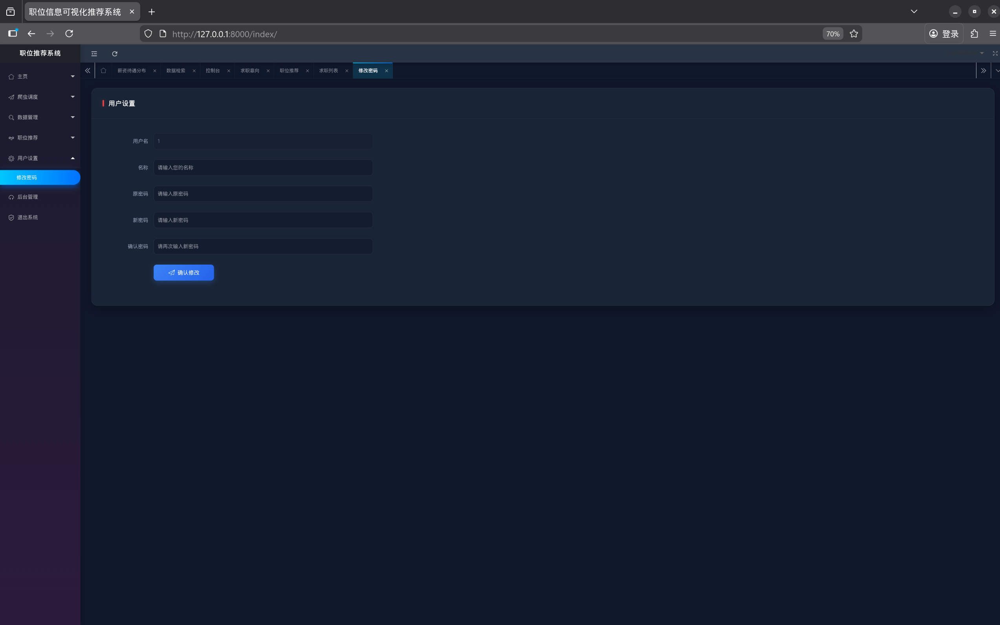 职位信息可视化推荐系统
http://127.0.0.1:8000/index/
70%
登录
职位推荐系统
薪资待遇分布
数据检索
控制台
求职意向
职位推荐
求职列表
修改密码
主页
爬虫调度
数据管理
职位推荐
用户设置
修改密码
后台管理
退出系统
用户设置
用户名 1
名称 请输入您的名称
原密码 请输入原密码
新密码 请输入新密码
确认密码 请再次输入新密码
确认修改